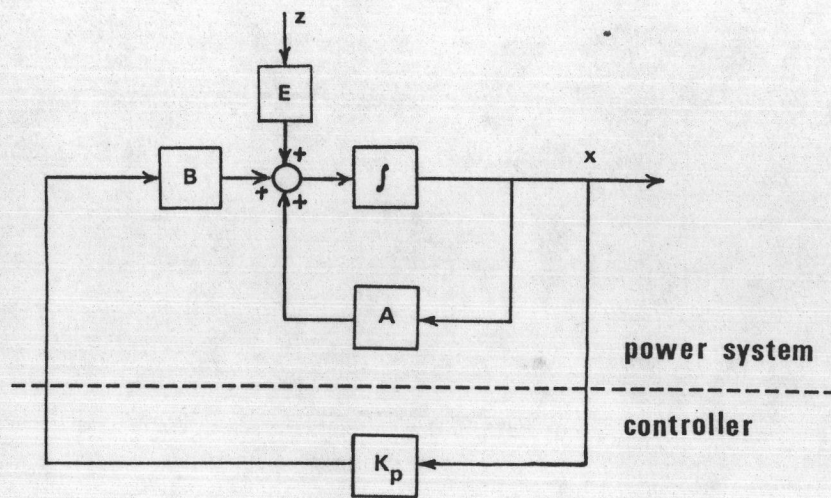 z
E
+
B
+
+
∫
x
A
power system
controller
Kp